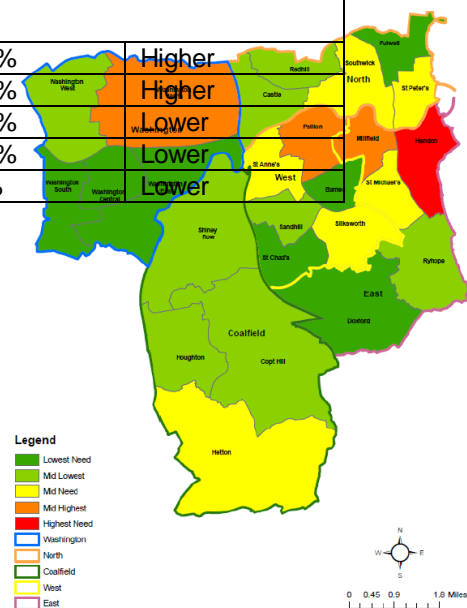 % Higher
% Higher
% Lower
% Lower
% Lower
Fulwell
Southwick
North
Redhill
Washington
West
St Peter's
Castle
Washington
Pallion
Millfield
Hendon
St Anne's
West
St Michael's
Washington
South
Washington
Central
Silksworth
Shiney
Row
Sandhill
St Chad's
Ryhope
East
Doxford
Coalfield
Houghton
Copt Hill
Hetton
Legend
Lowest Need
Mid Lowest
Mid Need
Mid Highest
Highest Need
Washington
North
Coalfield
West
East
N
W E
S
0 0.45 0.9 1.8 Miles